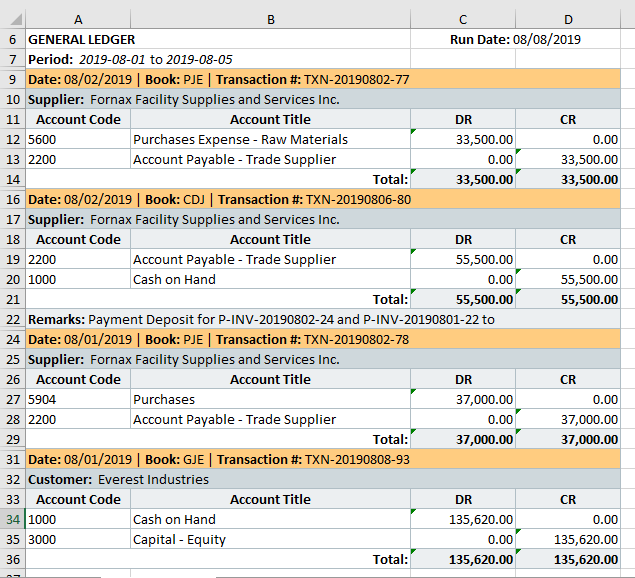 A B C D
6 GENERAL LEDGER Run Date: 08/08/2019
7 Period: 2019-08-01 to 2019-08-05
9 Date: 08/02/2019 | Book: PJE | Transaction #: TXN-20190802-77
10 Supplier: Fornax Facility Supplies and Services Inc.
11 Account Code Account Title DR CR
12 5600 Purchases Expense - Raw Materials 33,500.00 0.00
13 2200 Account Payable - Trade Supplier 0.00 33,500.00
14 Total: 33,500.00 33,500.00
16 Date: 08/02/2019 | Book: CDJ | Transaction #: TXN-20190806-80
17 Supplier: Fornax Facility Supplies and Services Inc.
18 Account Code Account Title DR CR
19 2200 Account Payable - Trade Supplier 55,500.00 0.00
20 1000 Cash on Hand 0.00 55,500.00
21 Total: 55,500.00 55,500.00
22 Remarks: Payment Deposit for P-INV-20190802-24 and P-INV-20190801-22 to
24 Date: 08/01/2019 | Book: PJE | Transaction #: TXN-20190802-78
25 Supplier: Fornax Facility Supplies and Services Inc.
26 Account Code Account Title DR CR
27 5904 Purchases 37,000.00 0.00
28 2200 Account Payable - Trade Supplier 0.00 37,000.00
29 Total: 37,000.00 37,000.00
31 Date: 08/01/2019 | Book: GJE | Transaction #: TXN-20190808-93
32 Customer: Everest Industries
33 Account Code Account Title DR CR
34 1000 Cash on Hand 135,620.00 0.00
35 3000 Capital - Equity 0.00 135,620.00
36 Total: 135,620.00 135,620.00